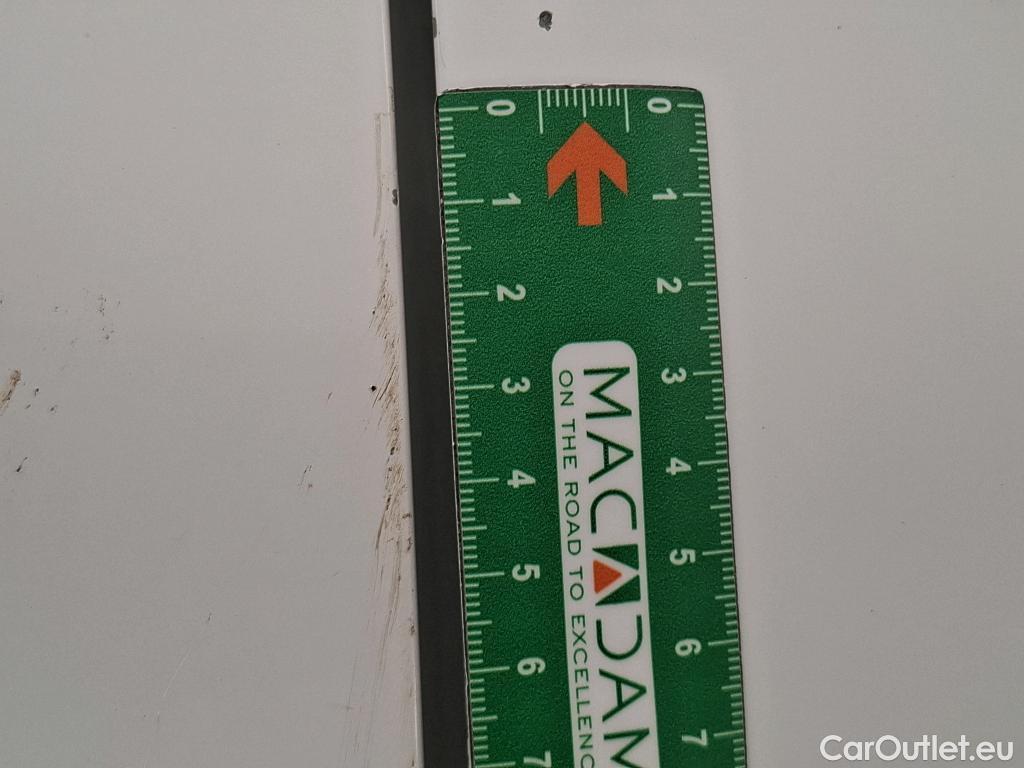 0 0
1 1
2 2
3 3
4 4
5 5
6 6
7 7
MACADAM
ON THE ROAD TO EXCELLENC
CarOutlet.eu